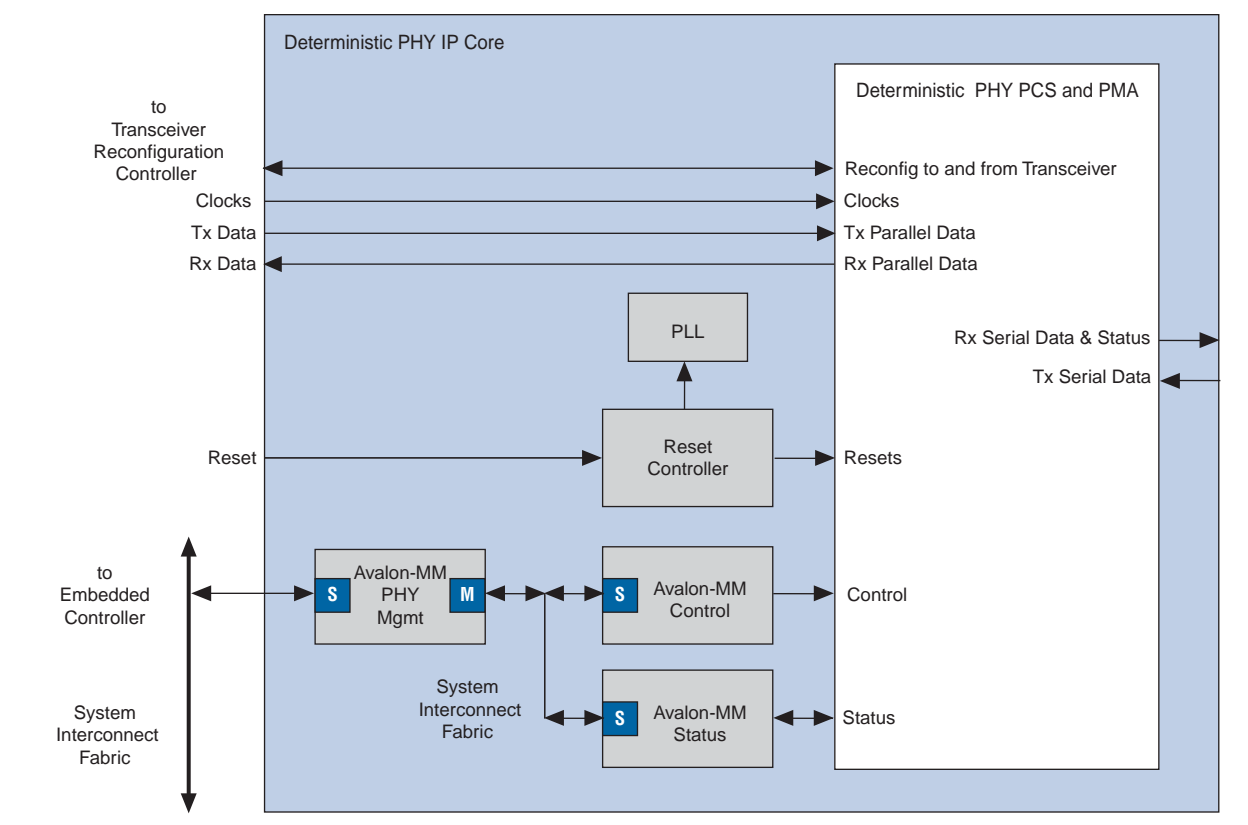 Deterministic PHY IP Core
Deterministic PHY PCS and PMA
to
Transceiver
Reconfiguration
Controller
Reconfig to and from Transceiver
Clocks
Clocks
Tx Data
Tx Parallel Data
Rx Data
Rx Parallel Data
PLL
Rx Serial Data & Status
Tx Serial Data
Reset
Reset
Controller
Resets
to
Embedded
Controller
S
Avalon-MM
PHY
Mgmt
M
S
Avalon-MM
Control
Control
System
Interconnect
Fabric
System
Interconnect
Fabric
S
Avalon-MM
Status
Status